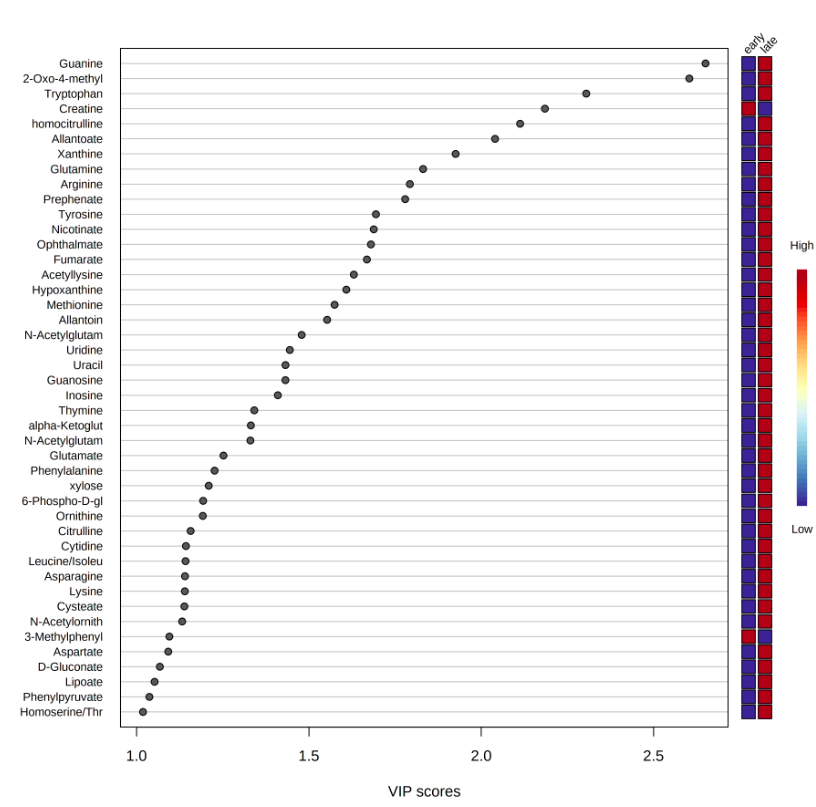 early late
Guanine
2-Oxo-4-methyl
Tryptophan
Creatine
homocitrulline
Allantoate
Xanthine
Glutamine
Arginine
Prephenate
Tyrosine
Nicotinate
Ophthalmate
Fumarate
Acetyllysine
Hypoxanthine
Methionine
Allantoin
N-Acetylglutam
Uridine
Uracil
Guanosine
Inosine
Thymine
alpha-Ketoglut
N-Acetylglutam
Glutamate
Phenylalanine
xylose
6-Phospho-D-gl
Ornithine
Citrulline
Cytidine
Leucine/Isoleu
Asparagine
Lysine
Cysteate
N-Acetylornith
3-Methylphenyl
Aspartate
D-Gluconate
Lipoate
Phenylpyruvate
Homoserine/Thr
High
Low
1.0 1.5 2.0 2.5
VIP scores